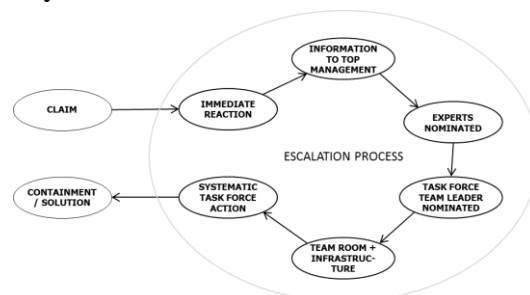 INFORMATION
TO TOP
MANAGEMENT
CLAIM
IMMEDIATE
REACTION
EXPERTS
NOMINATED
ESCALATION PROCESS
CONTAINMENT
/ SOLUTION
SYSTEMATIC
TASK FORCE
ACTION
TASK FORCE
TEAM LEADER
NOMINATED
TEAM ROOM +
INFRASTRUC-
TURE